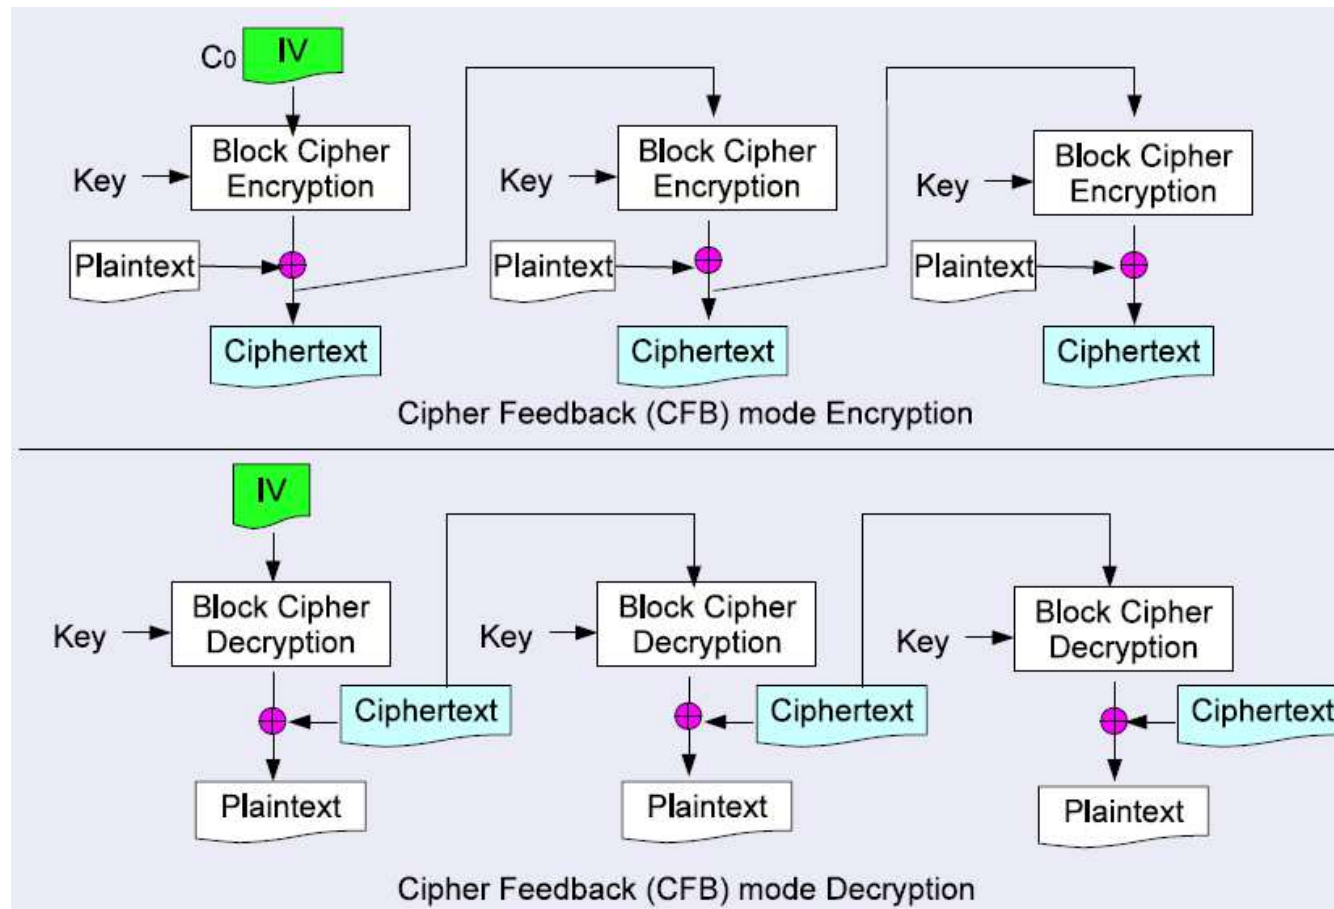 C0 IV
Block Cipher Encryption
Block Cipher Encryption
Block Cipher Encryption
Key
Key
Key
Plaintext
Plaintext
Plaintext
Ciphertext
Ciphertext
Ciphertext
Cipher Feedback (CFB) mode Encryption
IV
Block Cipher Decryption
Block Cipher Decryption
Block Cipher Decryption
Key
Key
Key
Ciphertext
Ciphertext
Ciphertext
Plaintext
Plaintext
Plaintext
Cipher Feedback (CFB) mode Decryption